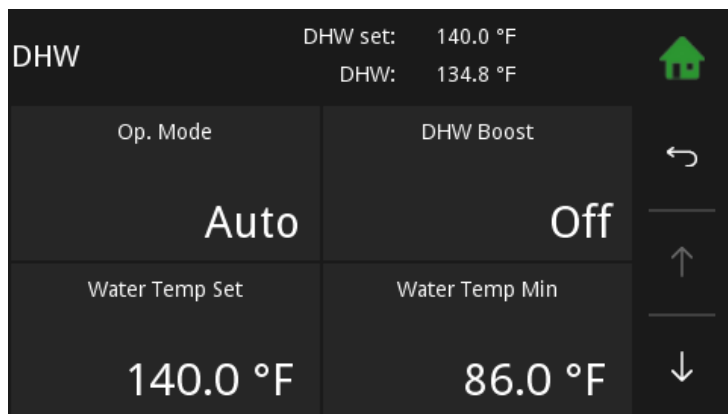 DHW
DHW set: 140.0 °F
DHW: 134.8 °F
Op. Mode
DHW Boost
Auto
Off
Water Temp Set
Water Temp Min
140.0 °F
86.0 °F